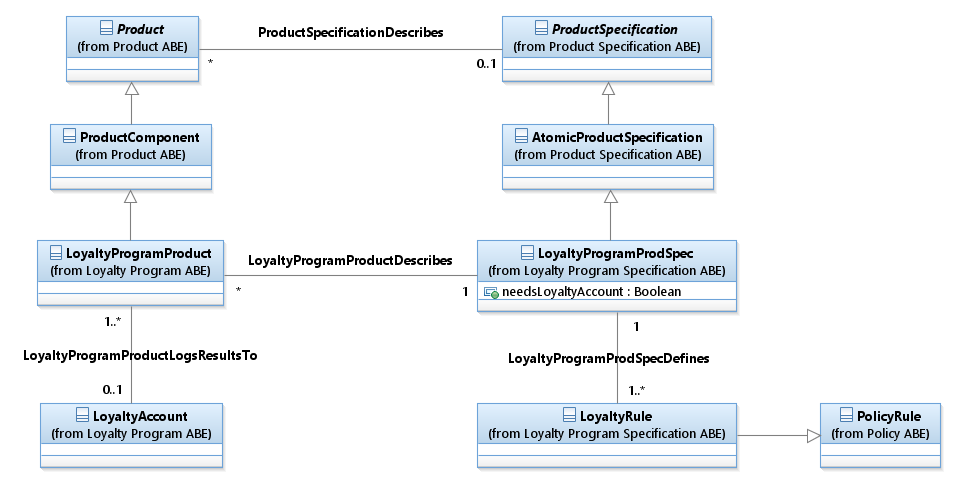 Product
(from Product ABE)
ProductSpecificationDescribes
*
0..1
ProductSpecification
(from Product Specification ABE)
ProductComponent
(from Product ABE)
AtomicProductSpecification
(from Product Specification ABE)
LoyaltyProgramProduct
(from Loyalty Program ABE)
LoyaltyProgramProductDescribes
*
1
LoyaltyProgramProdSpec
(from Loyalty Program Specification ABE)
needsLoyaltyAccount : Boolean
1..*
LoyaltyProgramProductLogsResultsTo
0..1
1
LoyaltyProgramProdSpecDefines
1..*
LoyaltyAccount
(from Loyalty Program ABE)
LoyaltyRule
(from Loyalty Program Specification ABE)
PolicyRule
(from Policy ABE)